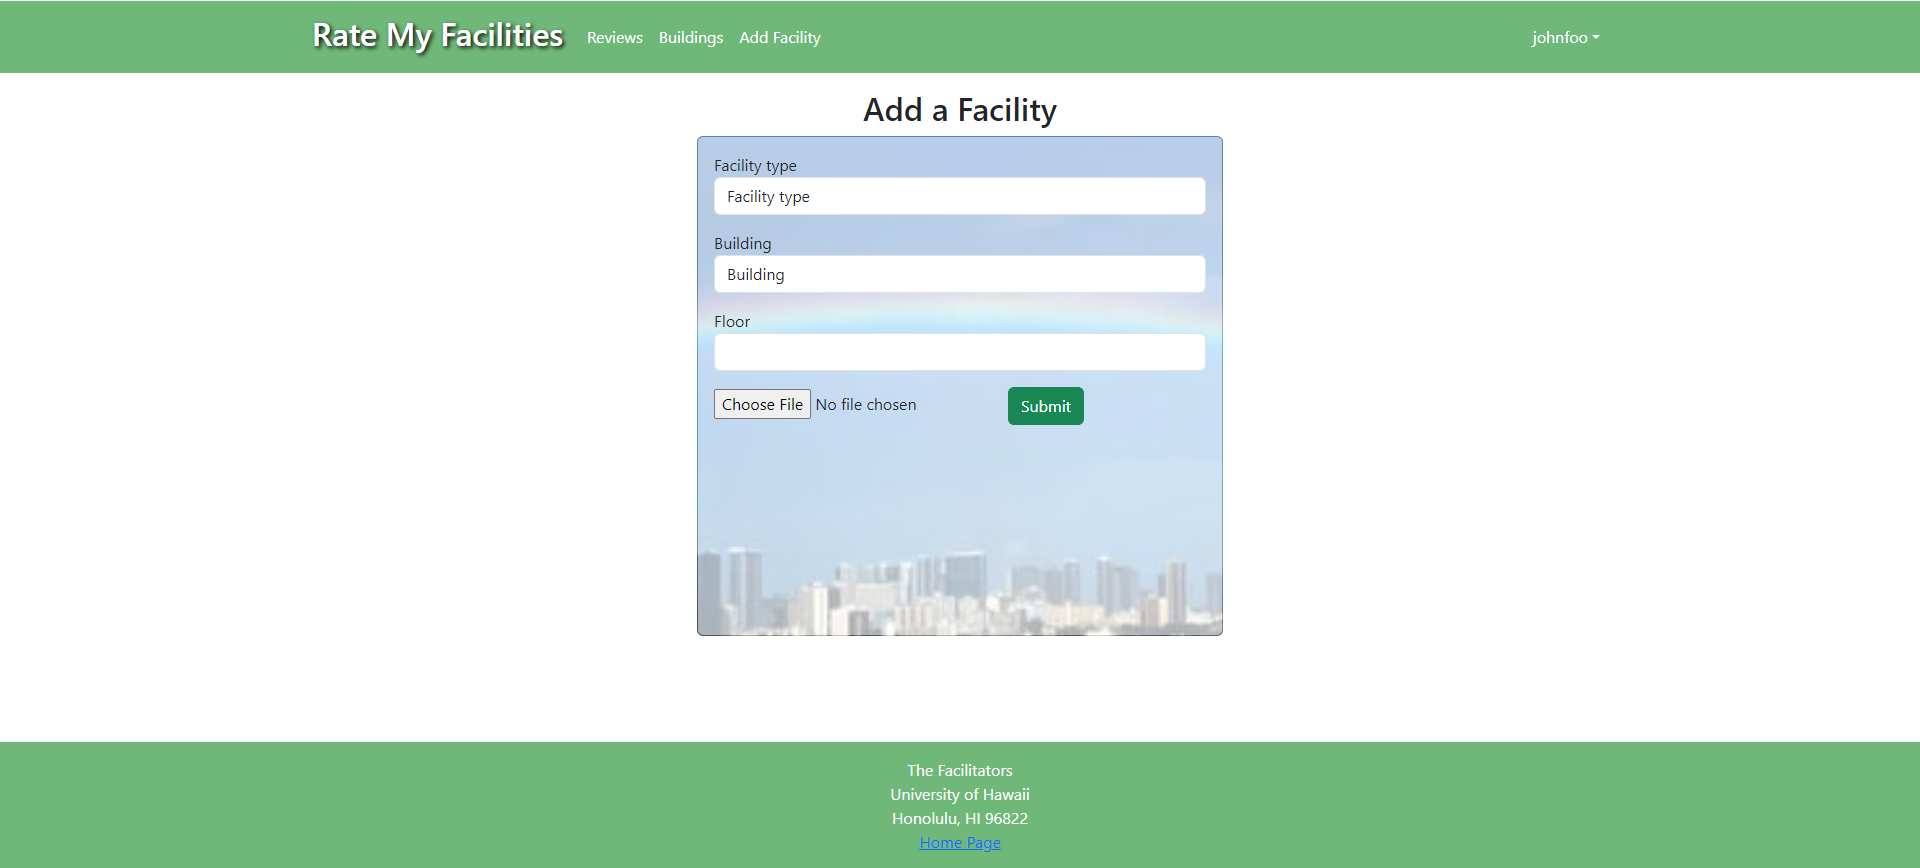 Rate My Facilities Reviews Buildings Add Facility johnfoo
Add a Facility
Facility type
Facility type
Building
Building
Floor
Choose File No file chosen Submit
The Facilitators
University of Hawaii
Honolulu, HI 96822
Home Page